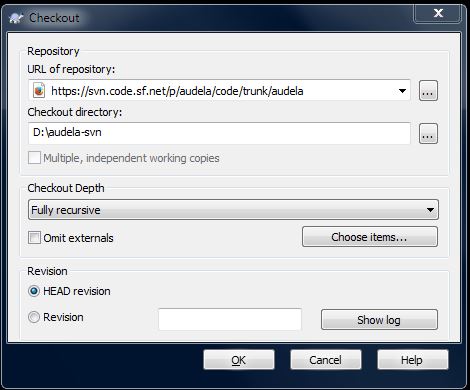 Checkout
Repository
URL of repository:
https://svn.code.sf.net/p/audela/code/trunk/audela
...
Checkout directory:
D:\audela-svn
...
Multiple, independent working copies
Checkout Depth
Fully recursive
Omit externals
Choose items...
Revision
HEAD revision
Revision
Show log
OK
Cancel
Help